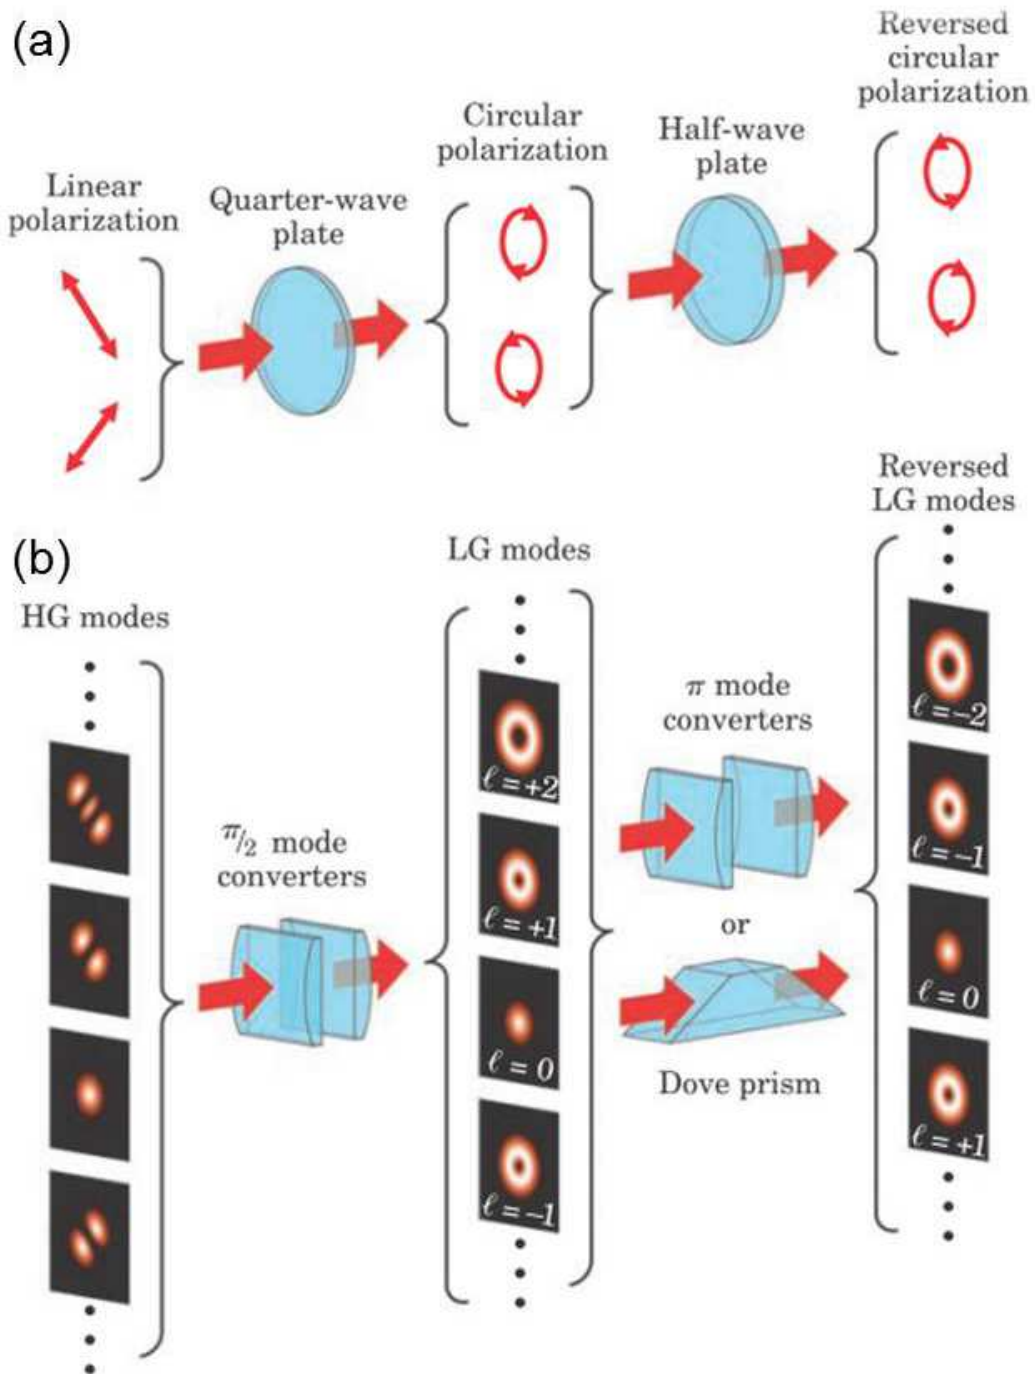 (a)
Linear
polarization
Quarter-wave
plate
Circular
polarization
Half-wave
plate
Reversed
circular
polarization
(b)
HG modes
π/2 mode
converters
LG modes
ℓ=+2
ℓ=+1
ℓ=0
ℓ=−1
π mode
converters
or
Dove prism
Reversed
LG modes
ℓ=−2
ℓ=−1
ℓ=0
ℓ=+1